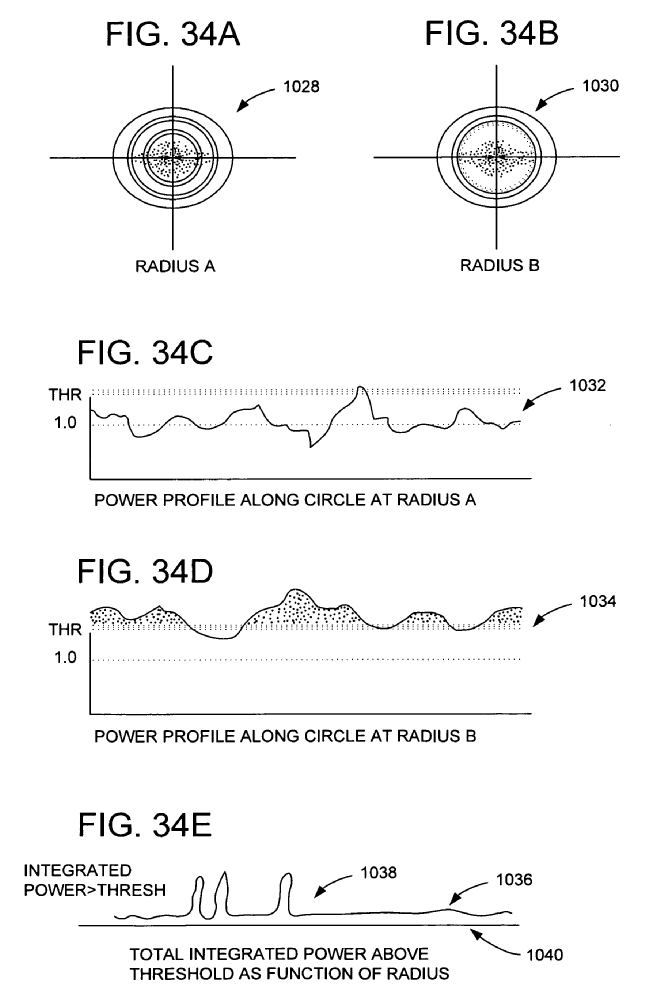 FIG. 34A
FIG. 34B
1028
1030
RADIUS A
RADIUS B
FIG. 34C
THR
1032
1.0
POWER PROFILE ALONG CIRCLE AT RADIUS A
FIG. 34D
1034
THR
1.0
POWER PROFILE ALONG CIRCLE AT RADIUS B
FIG. 34E
INTEGRATED
POWER>THRESH
1038
1036
1040
TOTAL INTEGRATED POWER ABOVE
THRESHOLD AS FUNCTION OF RADIUS